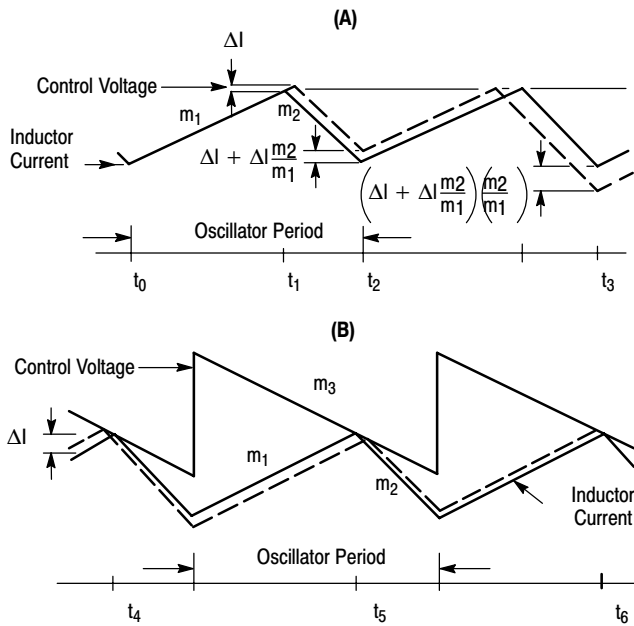 (A)
ΔI
Control Voltage
m1
m2
Inductor
Current
ΔI + ΔI m2/m1
(ΔI + ΔI m2/m1)(m2/m1)
Oscillator Period
t0 t1 t2 t3
(B)
Control Voltage
m3
ΔI
m1
m2
Inductor
Current
Oscillator Period
t4 t5 t6